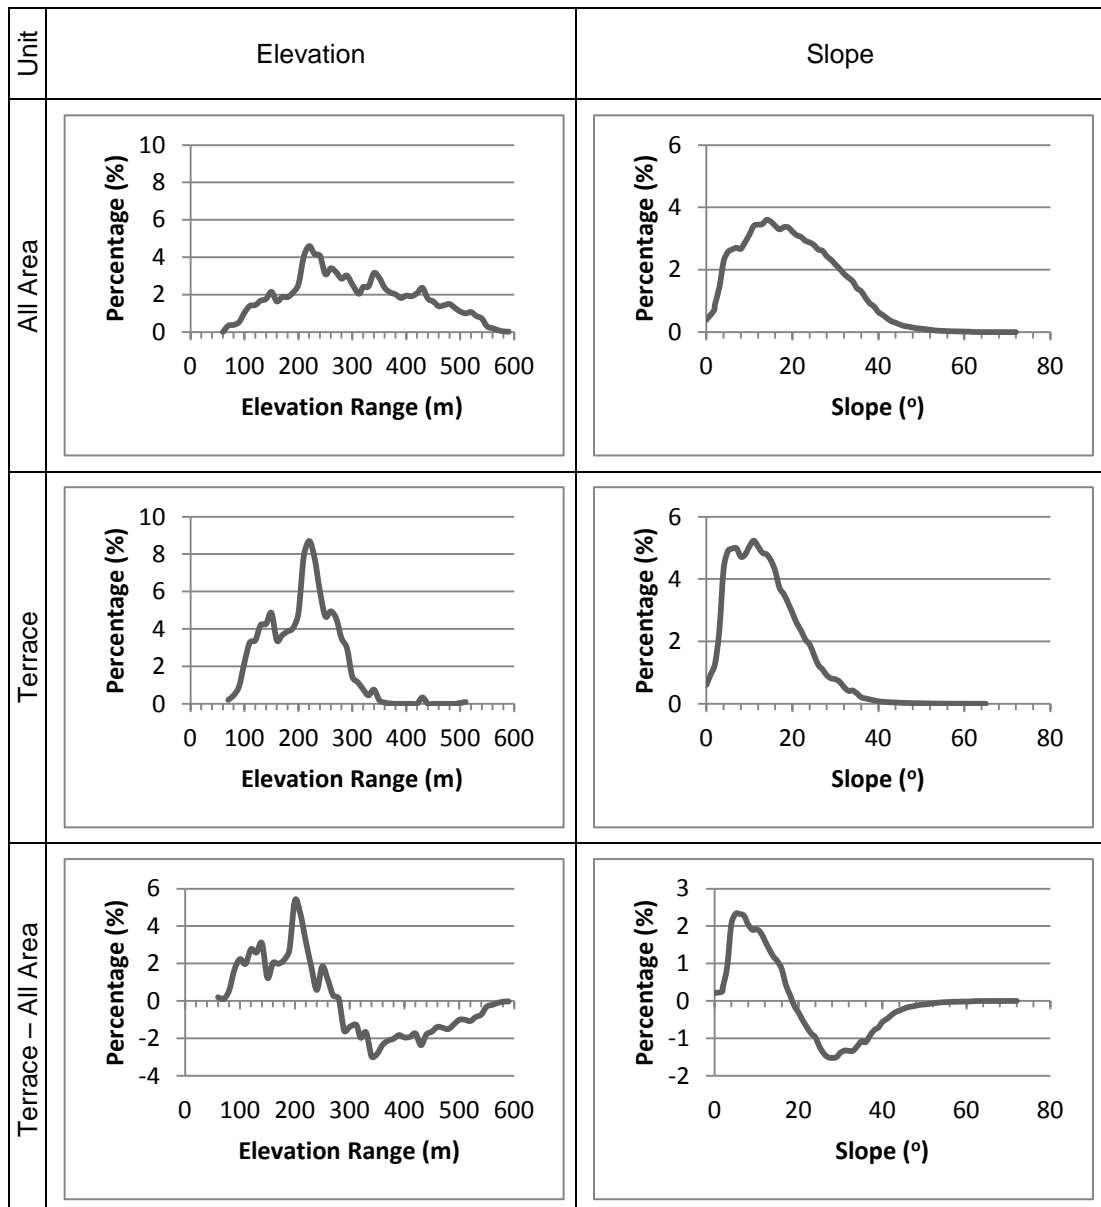 Unit
Elevation
Slope
All Area
Percentage (%)
10
8
6
4
2
0
0 100 200 300 400 500 600
Elevation Range (m)
Percentage (%)
6
4
2
0
0 20 40 60 80
Slope (º)
Terrace
Percentage (%)
10
8
6
4
2
0
0 100 200 300 400 500 600
Elevation Range (m)
Percentage (%)
6
4
2
0
0 20 40 60 80
Slope (º)
Terrace – All Area
Percentage (%)
6
4
2
0
-2
-4
0 100 200 300 400 500 600
Elevation Range (m)
Percentage (%)
3
2
1
0
-1
-2
0 20 40 60 80
Slope (º)